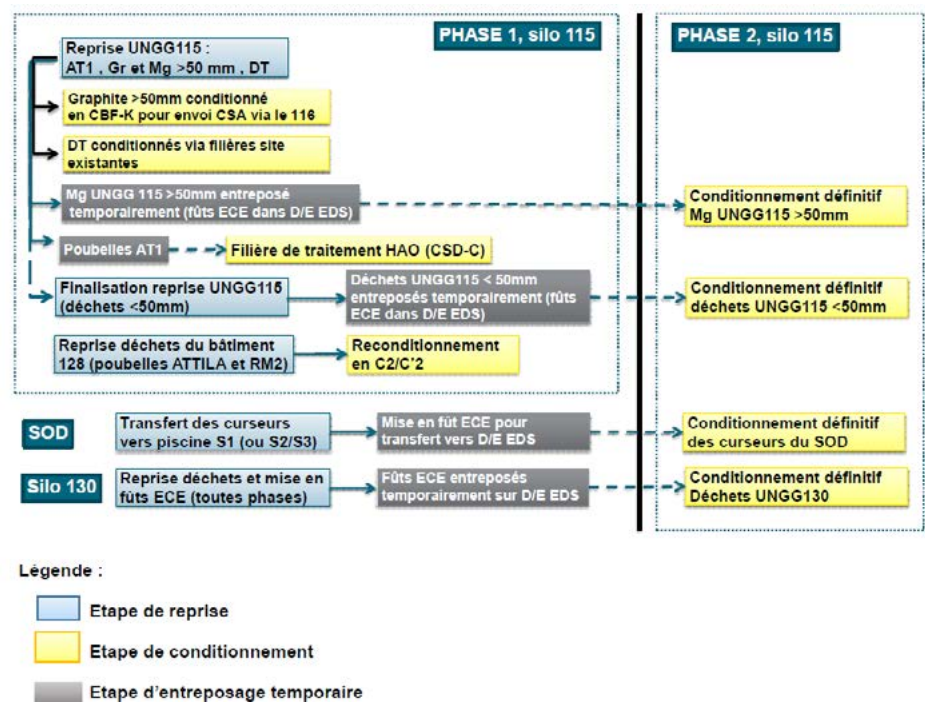 PHASE 1, silo 115
PHASE 2, silo 115
Reprise UNGG115 :
AT1 , Gr et Mg >50 mm , DT
Graphite >50mm conditionné
en CBF-K pour envoi CSA via le 116
DT conditionnés via filières site
existantes
Mg UNGG 115 >50mm entreposé
temporairement (fûts ECE dans D/E EDS)
Conditionnement définitif
Mg UNGG115 >50mm
Poubelles AT1
Filière de traitement HAO (CSD-C)
Finalisation reprise UNGG115
(déchets <50mm)
Déchets UNGG115 < 50mm
entreposés temporairement (fûts
ECE dans D/E EDS)
Conditionnement définitif
déchets UNGG115 <50mm
Reprise déchets du bâtiment
128 (poubelles ATTILA et RM2)
Reconditionnement
en C2/C'2
SOD
Transfert des curseurs
vers piscine S1 (ou S2/S3)
Mise en fût ECE pour
transfert vers D/E EDS
Conditionnement définitif
des curseurs du SOD
Silo 130
Reprise déchets et mise en
fûts ECE (toutes phases)
Fûts ECE entreposés
temporairement sur D/E EDS
Conditionnement définitif
Déchets UNGG130
Légende :
Etape de reprise
Etape de conditionnement
Etape d'entreposage temporaire